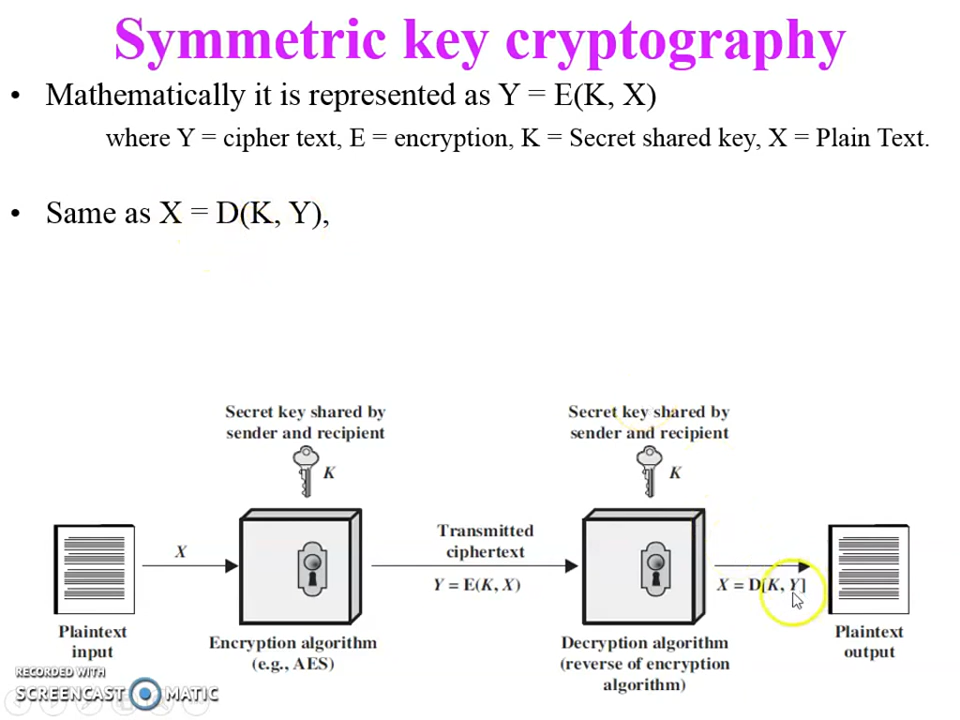 Symmetric key cryptography
• Mathematically it is represented as Y = E(K, X)
where Y = cipher text, E = encryption, K = Secret shared key, X = Plain Text.
• Same as X = D(K, Y),
Secret key shared by
sender and recipient
K
Secret key shared by
sender and recipient
K
X
Transmitted
ciphertext
Y = E(K, X)
X = D[K, Y]
Plaintext
input
Encryption algorithm
(e.g., AES)
Decryption algorithm
(reverse of encryption
algorithm)
Plaintext
output
RECORDED WITH
SCREENCAST MATIC